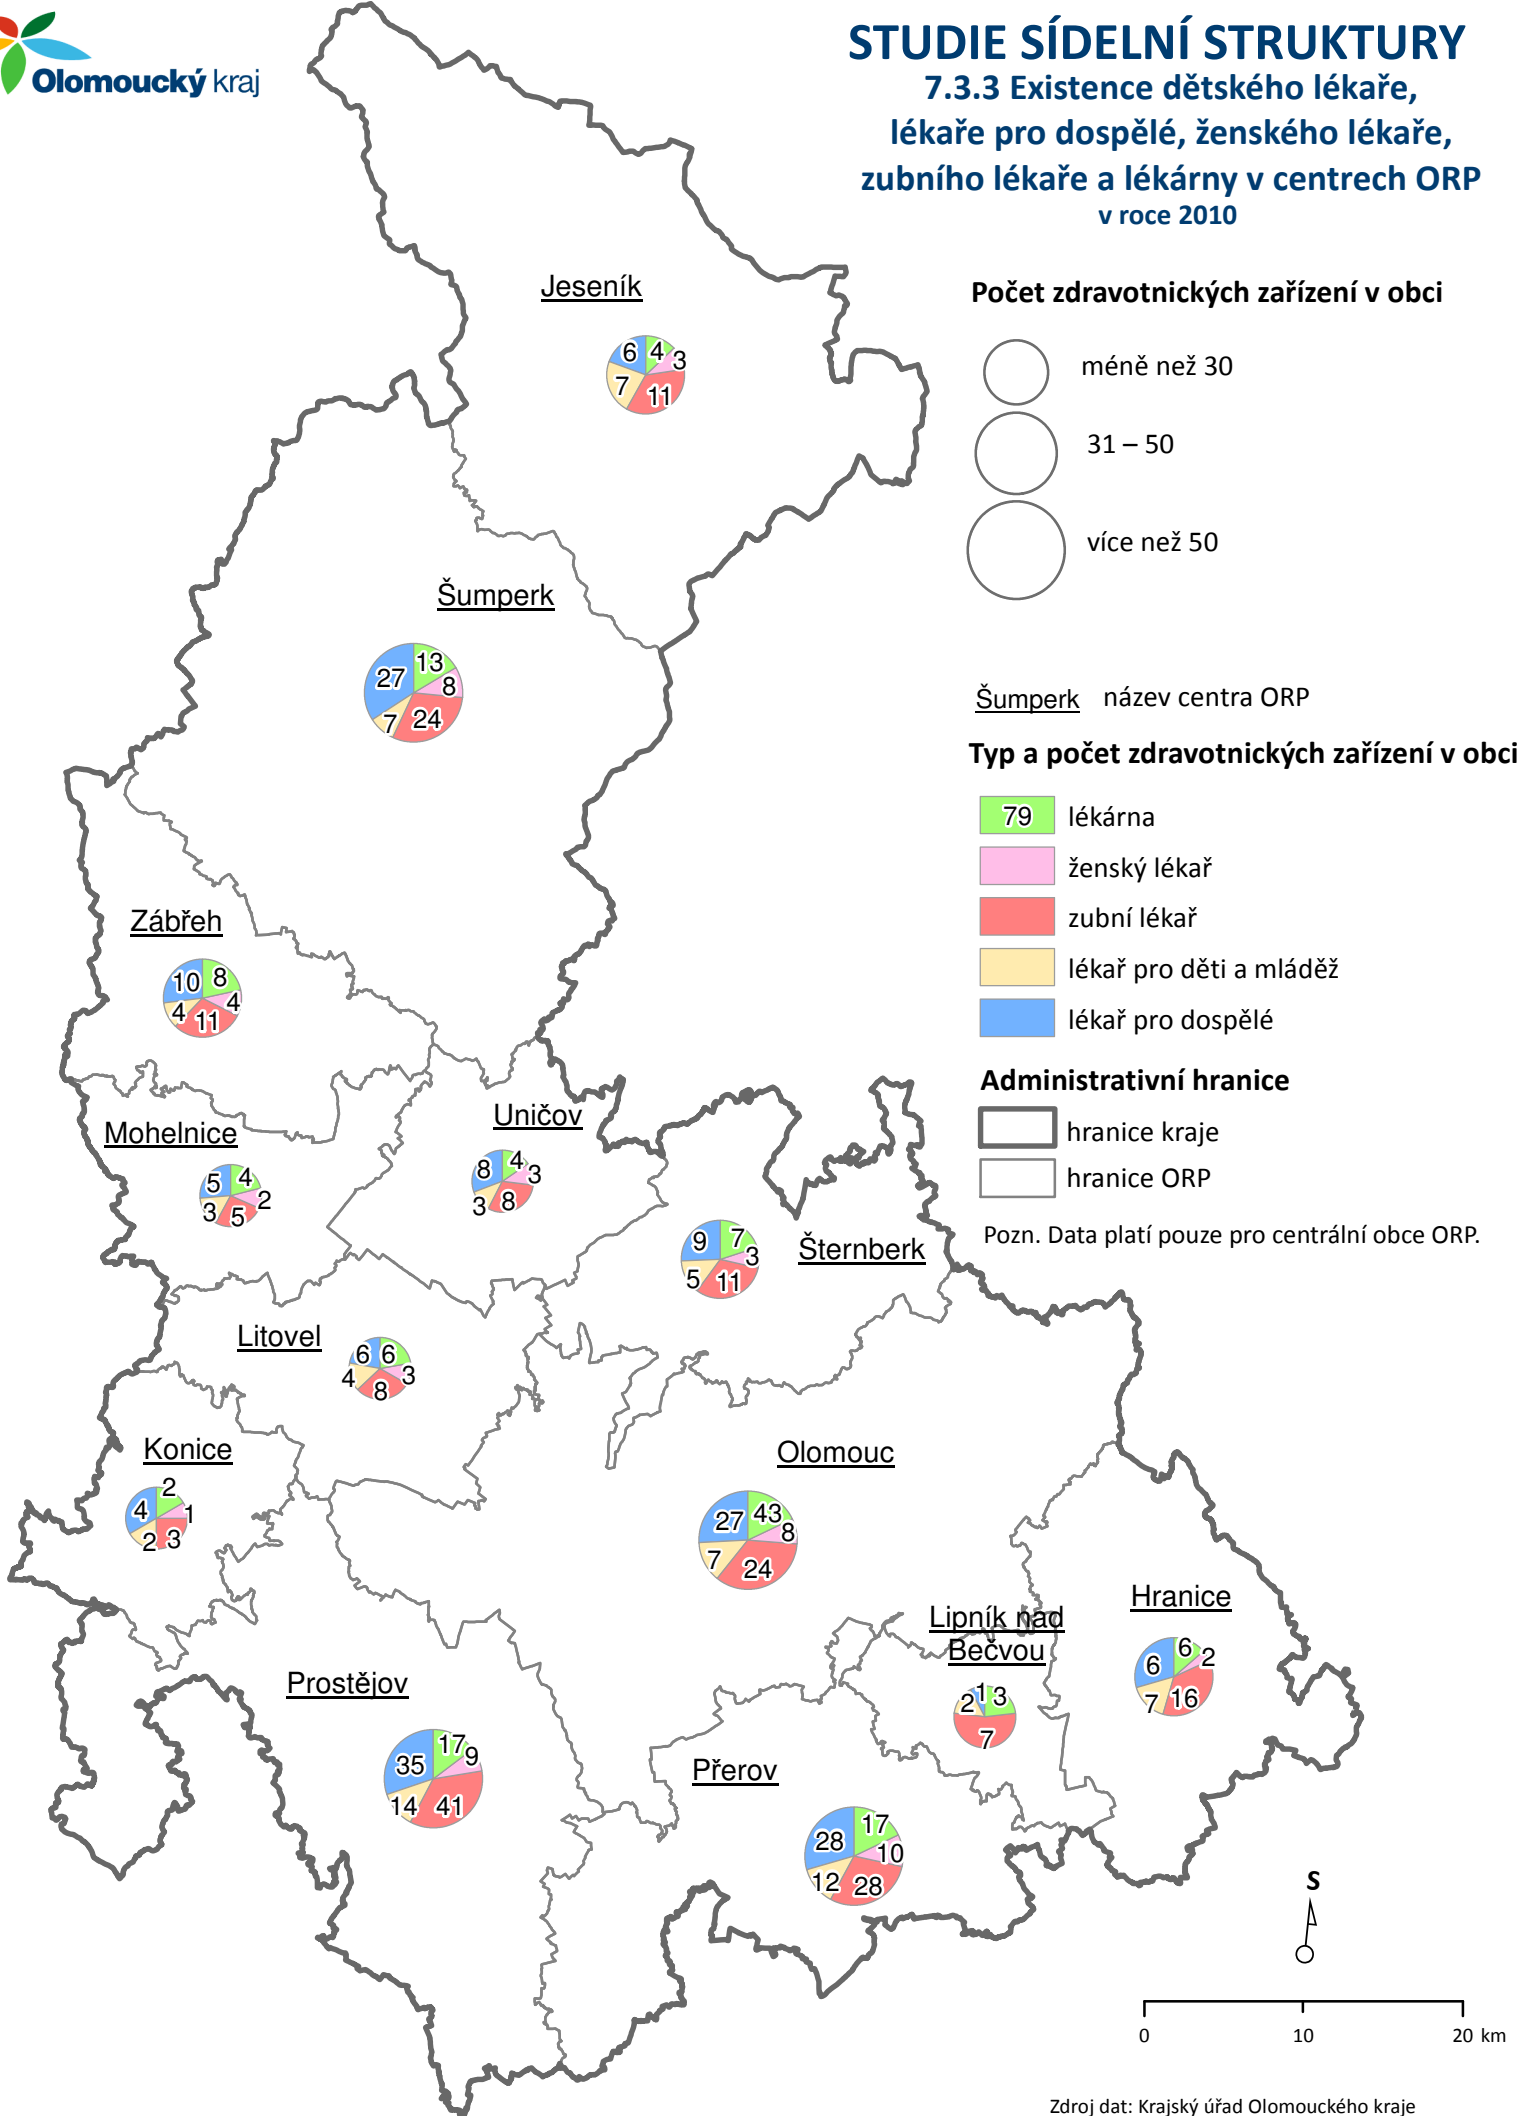 Olomoucký kraj
STUDIE SÍDELNÍ STRUKTURY
7.3.3 Existence dětského lékaře,
lékaře pro dospělé, ženského lékaře,
zubního lékaře a lékárny v centrech ORP
v roce 2010
Počet zdravotnických zařízení v obci
méně než 30
31 – 50
více než 50
Šumperk název centra ORP
Typ a počet zdravotnických zařízení v obci
79 lékárna
ženský lékař
zubní lékař
lékař pro děti a mláděž
lékař pro dospělé
Administrativní hranice
hranice kraje
hranice ORP
Pozn. Data platí pouze pro centrální obce ORP.
Jeseník
6 4 3
7 11
Šumperk
27 13 8
7 24
Zábřeh
10 8 4
4 11
Mohelnice
5 4 2
3 5
Uničov
8 4 3
3 8
Šternberk
9 7 3
5 11
Litovel
6 6 3
4 8
Konice
4 2 1
2 3
Olomouc
27 43 8
7 24
Hranice
6 6 2
7 16
Lipník nad
Bečvou
2 1 3
7
Prostějov
35 17 9
14 41
Přerov
28 17 10
12 28
S
0 10 20 km
Zdroj dat: Krajský úřad Olomouckého kraje